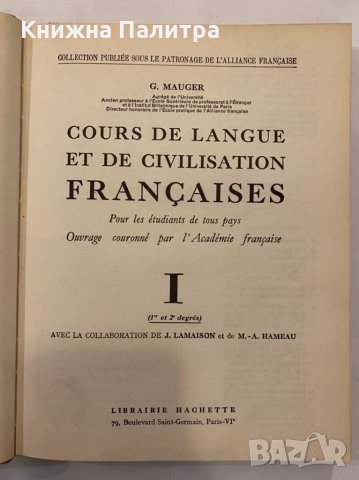 Книжна Палитра
COLLECTION PUBLIÉE SOUS LE PATRONAGE DE L'ALLIANCE FRANÇAISE
G. MAUGER
Agrégé de l'Université
Ancien professeur à l'École Supérieure de professorat à l'Étranger
et à l'Institut Britannique de l'Université de Paris
Directeur honoraire de l'École pratique de l'Alliance française
COURS DE LANGUE
ET DE CIVILISATION
FRANÇAISES
Pour les étudiants de tous pays
Ouvrage couronné par l'Académie française
I
(1er et 2e degrés)
AVEC LA COLLABORATION DE J. LAMAISON et de M.-A. HAMEAU
LIBRAIRIE HACHETTE
79, Boulevard Saint-Germain, Paris-VIe
BAZAR
bg